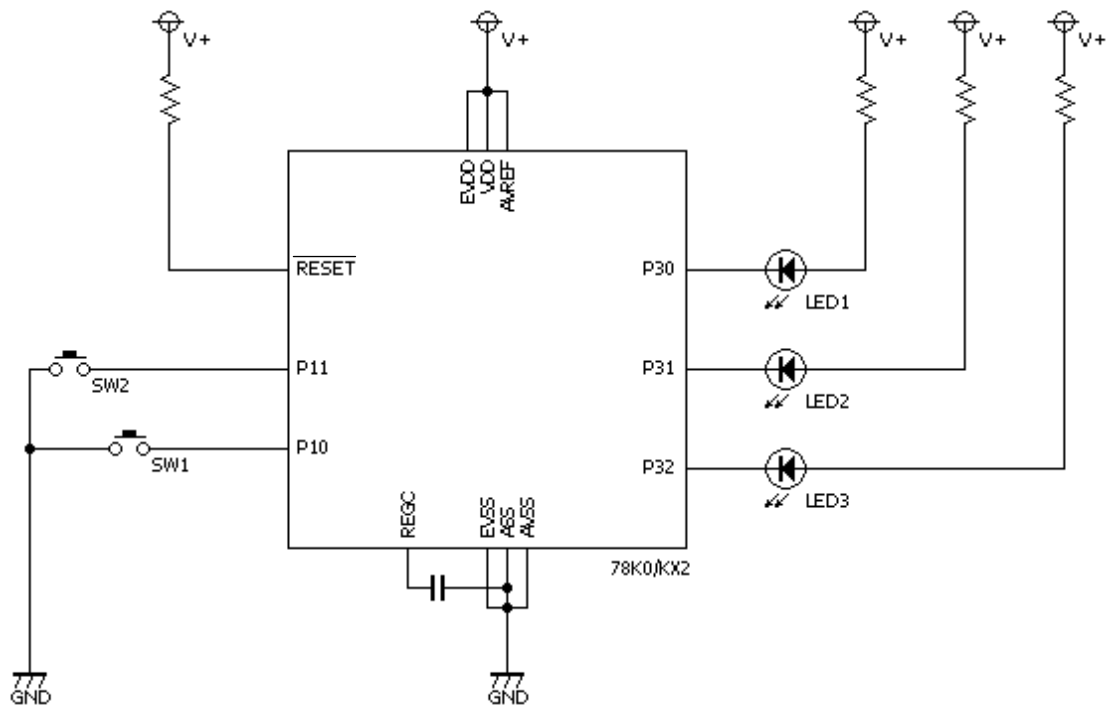 V+
V+
V+
V+
V+
EVDD
VDD
AVREF
RESET
P30
LED1
P11
SW2
P31
LED2
P10
SW1
P32
LED3
REGC
EVSS
ASS
AVSS
78K0/KX2
GND
GND